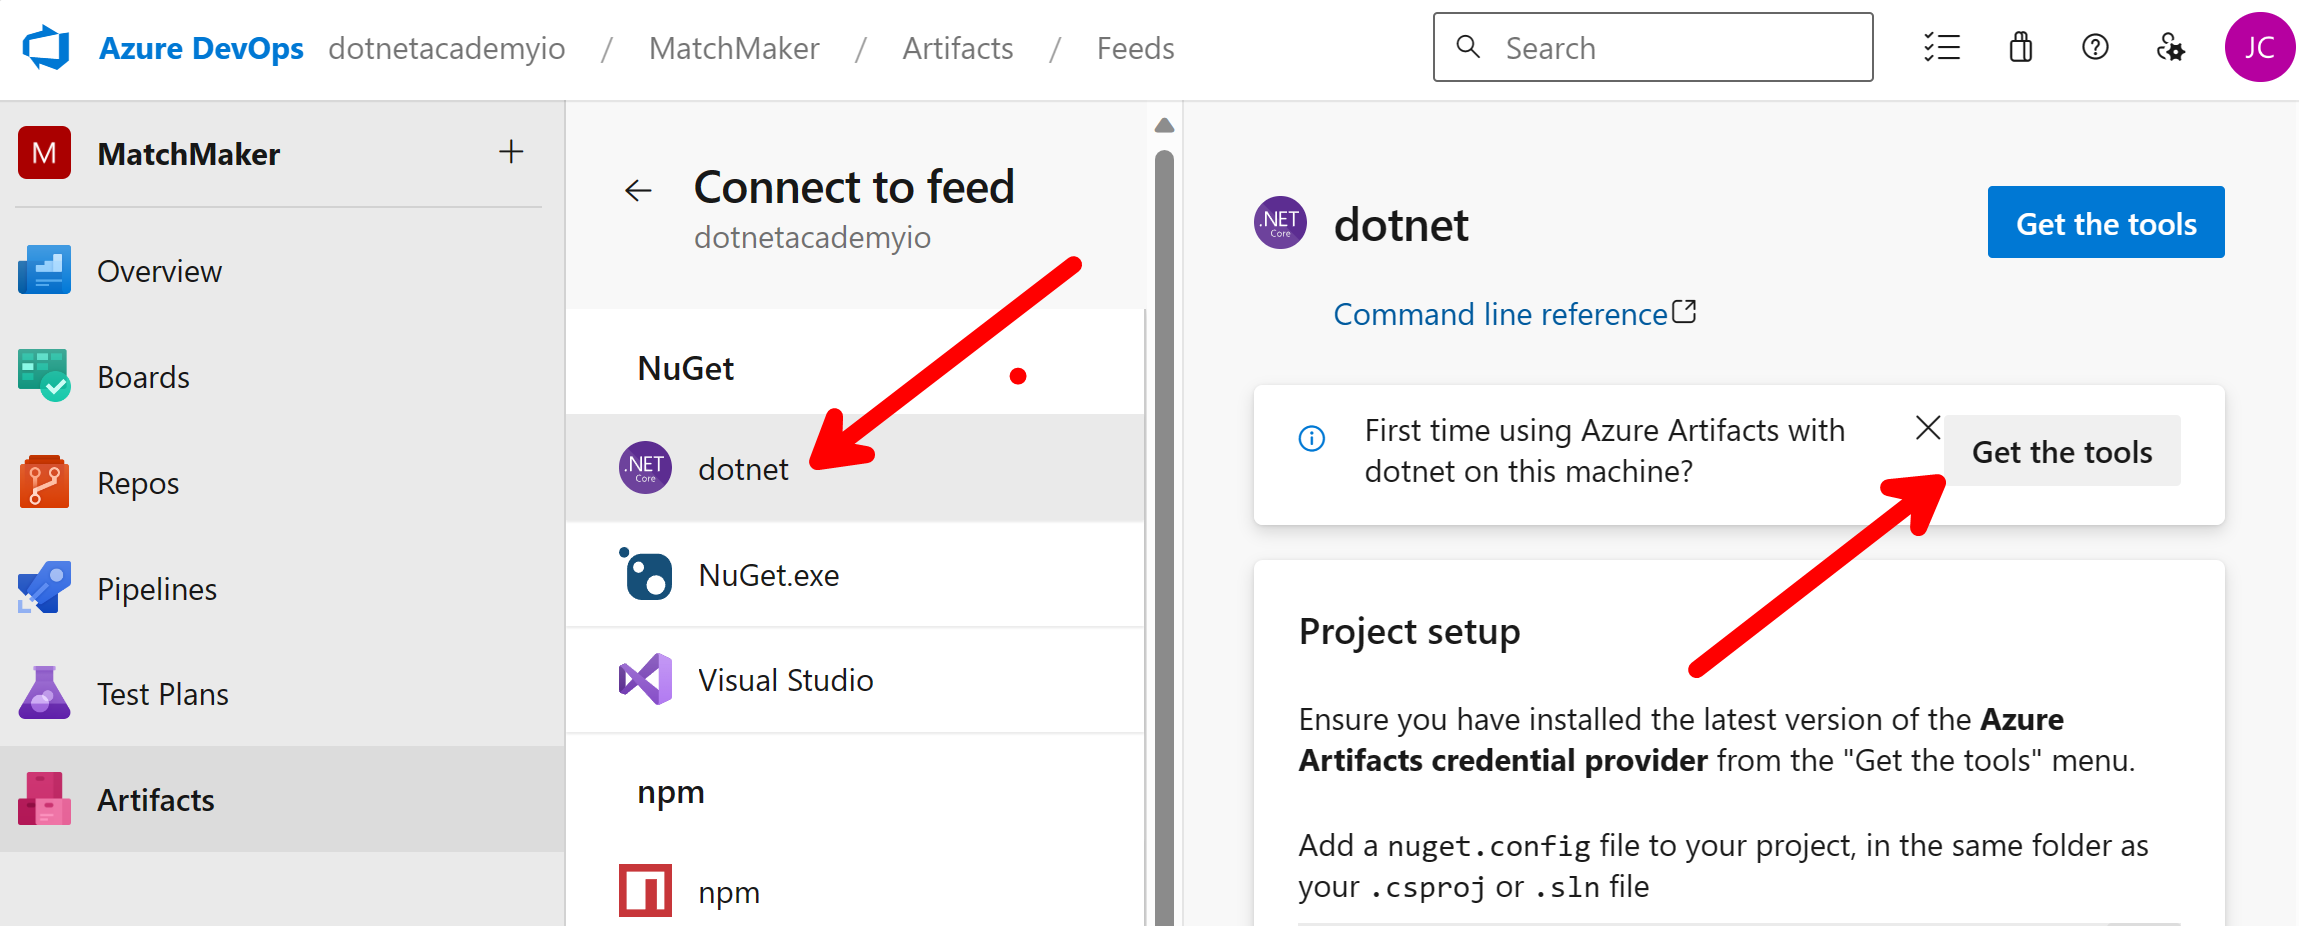 Azure DevOps dotnetacademyio / MatchMaker / Artifacts / Feeds
Search
JC
M MatchMaker
Overview
Boards
Repos
Pipelines
Test Plans
Artifacts
Connect to feed
dotnetacademyio
NuGet
.NET Core dotnet
NuGet.exe
Visual Studio
npm
npm
.NET Core dotnet
Get the tools
Command line reference
First time using Azure Artifacts with
dotnet on this machine?
Get the tools
Project setup
Ensure you have installed the latest version of the Azure
Artifacts credential provider from the "Get the tools" menu.
Add a nuget.config file to your project, in the same folder as
your .csproj or .sln file